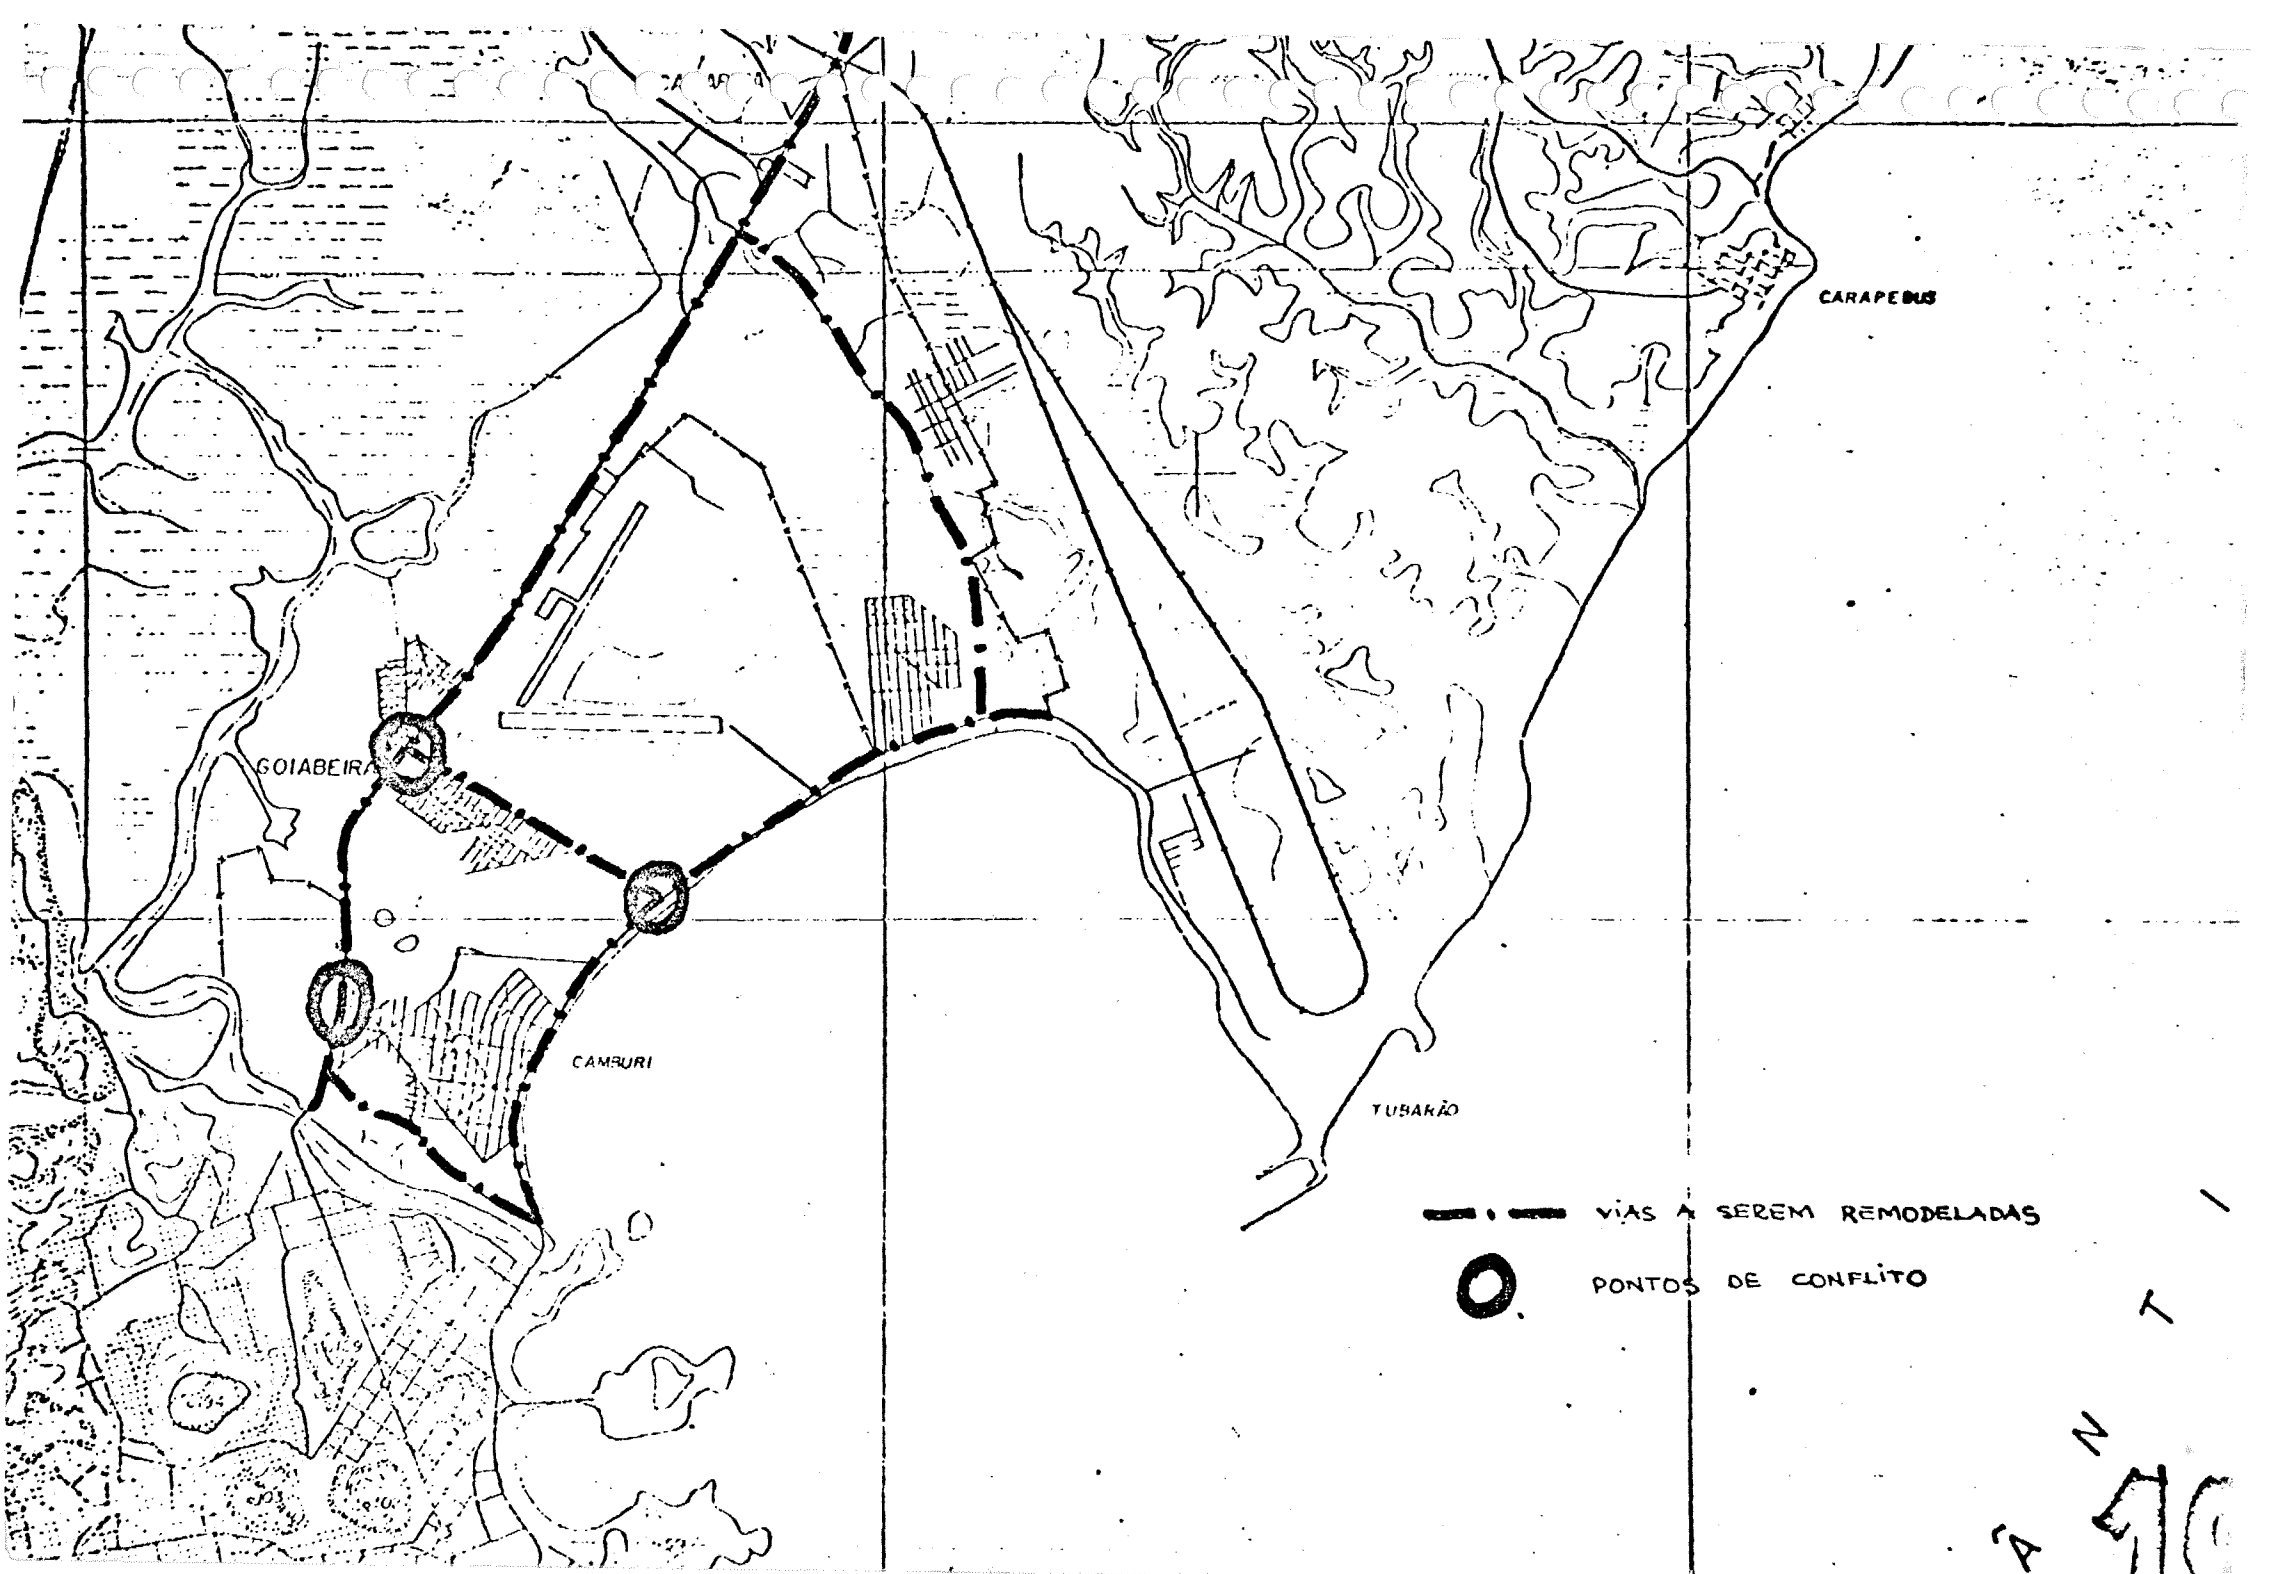 CARAPEBUS
GOIABEIRA
CAMBURI
TUBARÃO
VIAS A SEREM REMODELADAS
PONTOS DE CONFLITO
I
T
N
Â